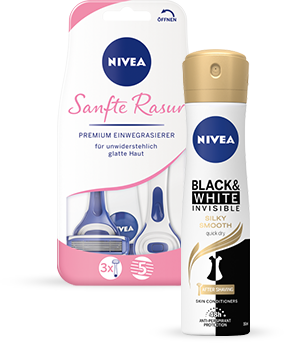 ÖFFNEN
NIVEA
Sanfte Rasur
PREMIUM EINWEGRASIERER
für unwiderstehlich
glatte Haut
3x
5
NIVEA
BLACK&
WHITE
INVISIBLE
SILKY
SMOOTH
quick dry
AFTER SHAVING
SKIN CONDITIONERS
48h
ANTI-PERSPIRANT
PROTECTION